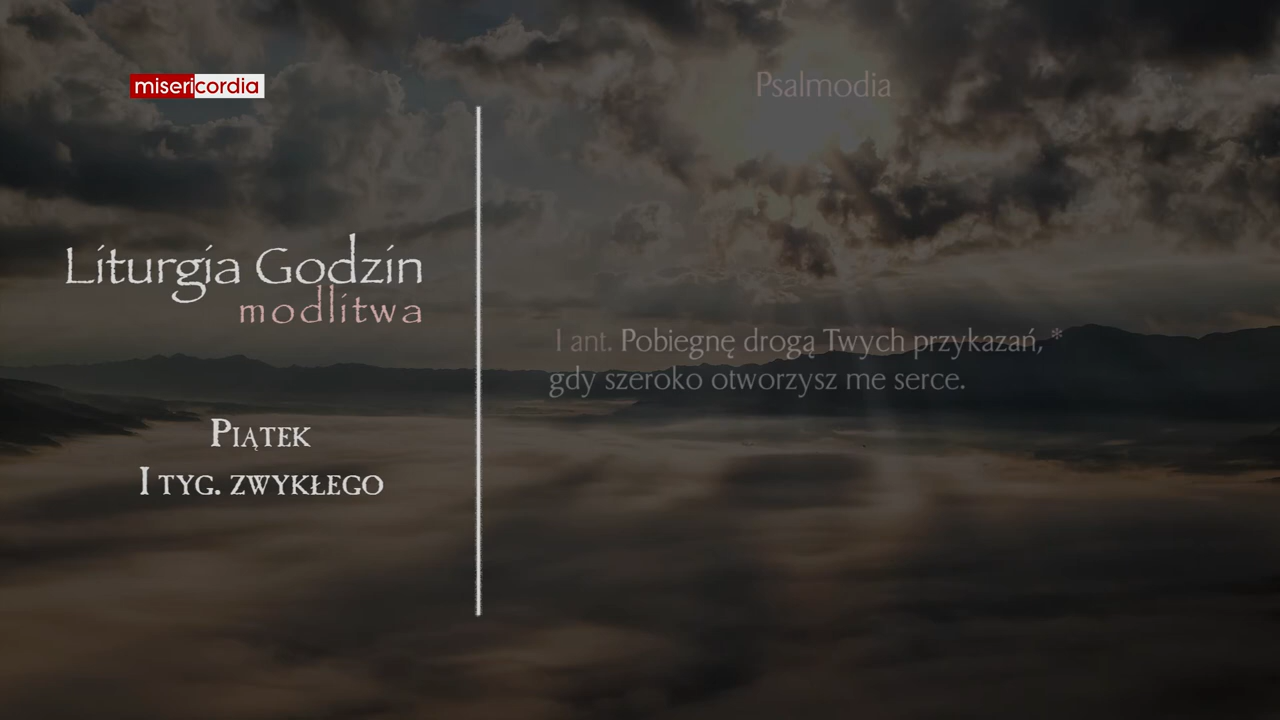 misericordia
Liturgia Godzin
modlitwa
Piątek
I tyg. zwykłego
Psalmodia
I ant. Pobiegnę drogą Twych przykazań,*
gdy szeroko otworzysz me serce.